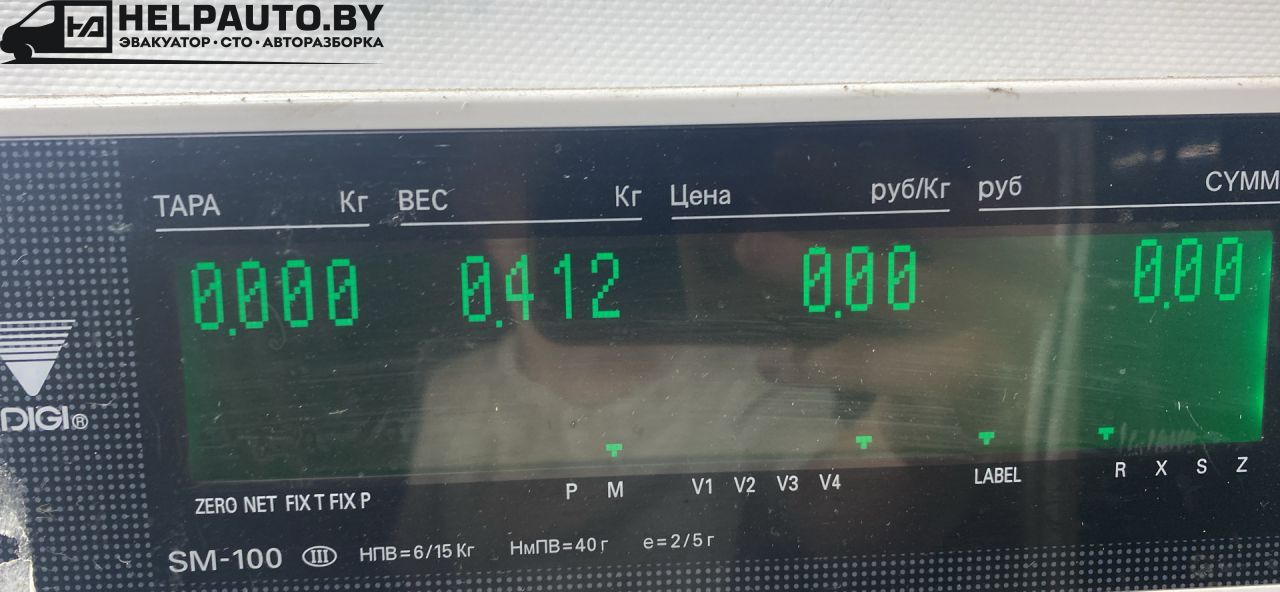 HELPAUTO.BY
ЭВАКУАТОР·СТО·АВТОРАЗБОРКА
ТАРА Кг ВЕС Кг Цена руб/Кг руб СУММ
0.000 0.412 0.00 0.00
DIGI®
ZERO NET FIX T FIX P P M V1 V2 V3 V4 LABEL R X S Z
SM-100 III НПВ=6/15 Кг НмПВ=40 г e=2/5 г